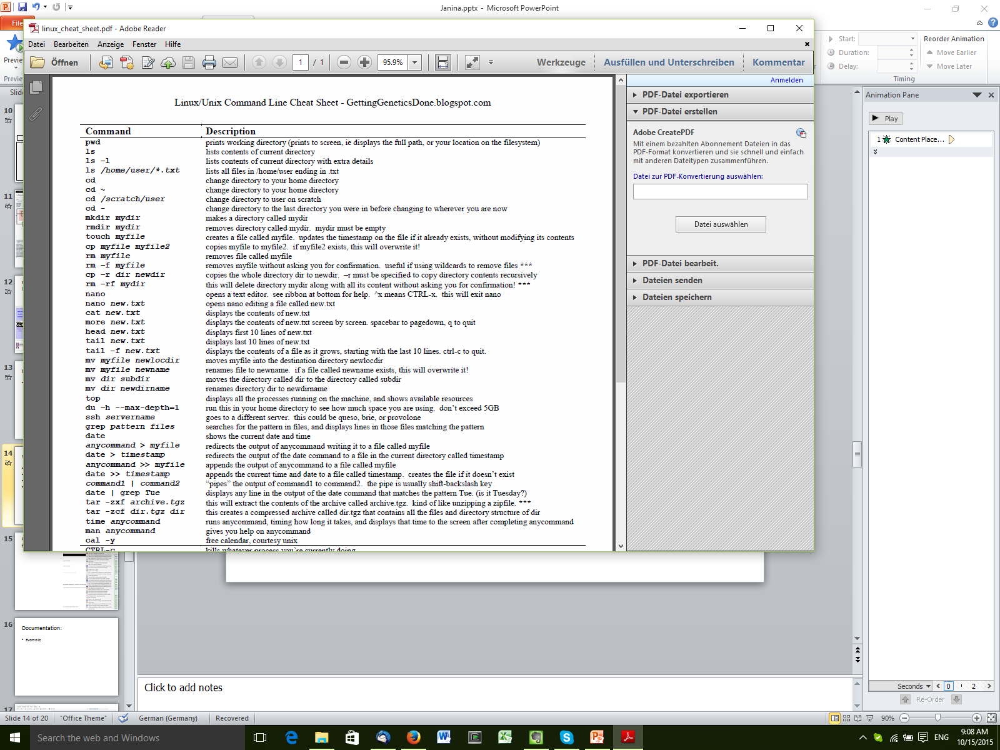 Janina.pptx - Microsoft PowerPoint
File
linux_cheat_sheet.pdf - Adobe Reader
Datei Bearbeiten Anzeige Fenster Hilfe
Öffnen 1 / 1 95.9% Werkzeuge Ausfüllen und Unterschreiben Kommentar
Start: Reorder Animation
Duration: Move Earlier
Delay: Move Later
Timing
Anmelden
PDF-Datei exportieren
PDF-Datei erstellen
Adobe CreatePDF
Mit einem bezahlten Abonnement Dateien in das
PDF-Format konvertieren und sie schnell und einfach
mit anderen Dateitypen zusammenführen.
Datei zur PDF-Konvertierung auswählen:
Datei auswählen
PDF-Datei bearbeit.
Dateien senden
Dateien speichern
Animation Pane
Play
1 Content Place...
Linux/Unix Command Line Cheat Sheet - GettingGeneticsDone.blogspot.com
Command Description
pwd prints working directory (prints to screen, ie displays the full path, or your location on the filesystem)
ls lists contents of current directory
ls –l lists contents of current directory with extra details
ls /home/user/*.txt lists all files in /home/user ending in .txt
cd change directory to your home directory
cd ~ change directory to your home directory
cd /scratch/user change directory to user on scratch
cd - change directory to the last directory you were in before changing to wherever you are now
mkdir mydir makes a directory called mydir
rmdir mydir removes directory called mydir. mydir must be empty
touch myfile creates a file called myfile. updates the timestamp on the file if it already exists, without modifying its contents
cp myfile myfile2 copies myfile to myfile2. if myfile2 exists, this will overwrite it!
rm myfile removes file called myfile
rm –f myfile removes myfile without asking you for confirmation. useful if using wildcards to remove files ***
cp –r dir newdir copies the whole directory dir to newdir. –r must be specified to copy directory contents recursively
rm –rf mydir this will delete directory mydir along with all its content without asking you for confirmation! ***
nano opens a text editor. see ribbon at bottom for help. ^x means CTRL-x. this will exit nano
nano new.txt opens nano editing a file called new.txt
cat new.txt displays the contents of new.txt
more new.txt displays the contents of new.txt screen by screen. spacebar to pagedown, q to quit
head new.txt displays first 10 lines of new.txt
tail new.txt displays last 10 lines of new.txt
tail –f new.txt displays the contents of a file as it grows, starting with the last 10 lines. ctrl-c to quit.
mv myfile newlocdir moves myfile into the destination directory newlocdir
mv myfile newname renames file to newname. if a file called newname exists, this will overwrite it!
mv dir subdir moves the directory called dir to the directory called subdir
mv dir newdirname renames directory dir to newdirname
top displays all the processes running on the machine, and shows available resources
du –h --max-depth=1 run this in your home directory to see how much space you are using. don’t exceed 5GB
ssh servername goes to a different server. this could be queso, brie, or provolone
grep pattern files searches for the pattern in files, and displays lines in those files matching the pattern
date shows the current date and time
anycommand > myfile redirects the output of anycommand writing it to a file called myfile
date > timestamp redirects the output of the date command to a file in the current directory called timestamp
anycommand >> myfile appends the output of anycommand to a file called myfile
date >> timestamp appends the current time and date to a file called timestamp. creates the file if it doesn’t exist
command1 | command2 “pipes” the output of command1 to command2. the pipe is usually shift-backslash key
date | grep Tue displays any line in the output of the date command that matches the pattern Tue. (is it Tuesday?)
tar -zxf archive.tgz this will extract the contents of the archive called archive.tgz. kind of like unzipping a zipfile. ***
tar -zcf dir.tgz dir this creates a compressed archive called dir.tgz that contains all the files and directory structure of dir
time anycommand runs anycommand, timing how long it takes, and displays that time to the screen after completing anycommand
man anycommand gives you help on anycommand
cal -y free calendar, courtesy unix
CTRL-c kills whatever process you’re currently doing
10
11
12
13
14
15
16
Documentation:
• Evernote
17
Click to add notes
Seconds 0 2
Re-Order
Slide 14 of 20 "Office Theme" German (Germany) Recovered 90%
Search the web and Windows
ENG
9:08 AM
10/15/2015